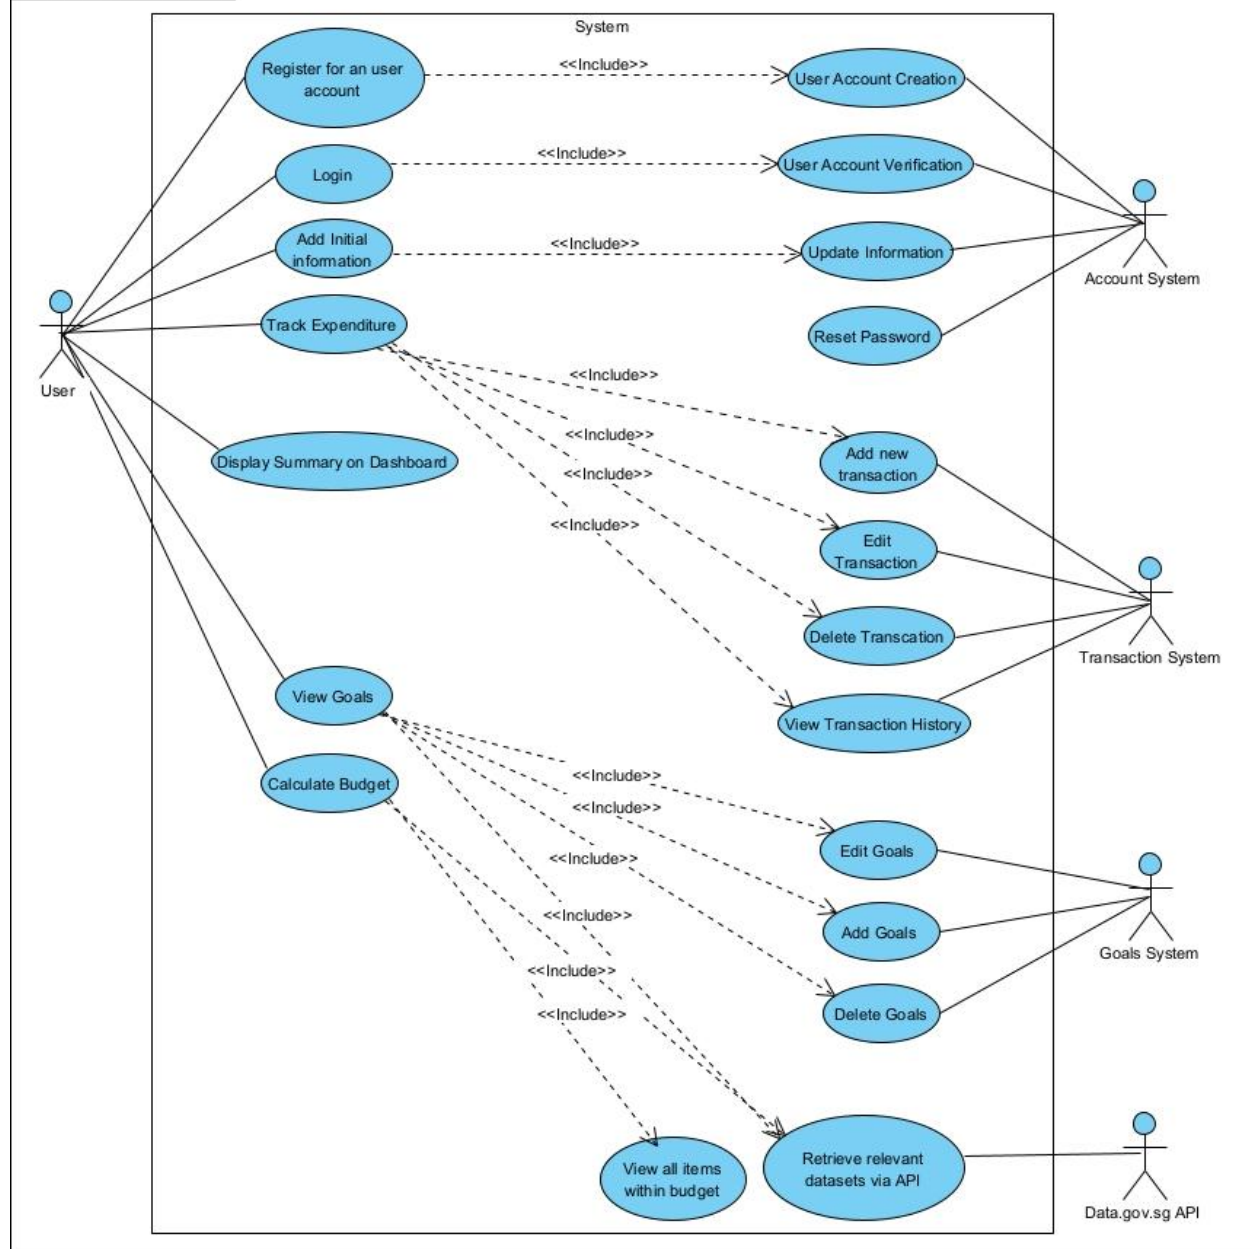 System
Register for an user
account
<<Include>>
User Account Creation
Login
<<Include>>
User Account Verification
Add Initial
information
<<Include>>
Update Information
Account System
Track Expenditure
Reset Password
User
<<Include>>
<<Include>>
<<Include>>
<<Include>>
Display Summary on Dashboard
Add new
transaction
Edit
Transaction
Delete Transcation
Transaction System
View Goals
View Transaction History
Calculate Budget
<<Include>>
<<Include>>
<<Include>>
<<Include>>
<<Include>>
<<Include>>
Edit Goals
Add Goals
Goals System
Delete Goals
View all items
within budget
Retrieve relevant
datasets via API
Data.gov.sg API